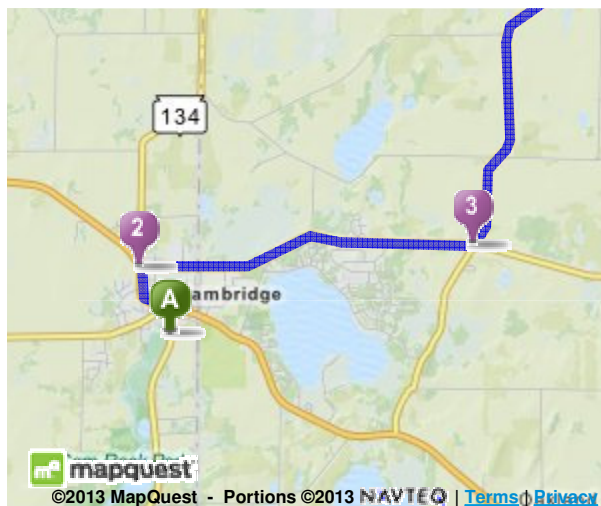 134
2
3
A
ambridge
mapquest
©2013 MapQuest - Portions ©2013 NAVTEQ | Terms | Privacy